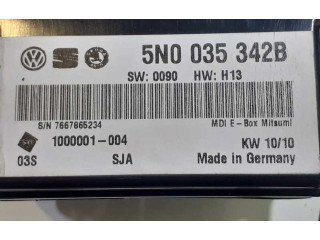 5N0 035 342B
SW: 0090 HW: H13
S/N 7667865234
MDI E-Box Mitsumi
1000001-004
KW 10/10
03S
SJA
Made in Germany